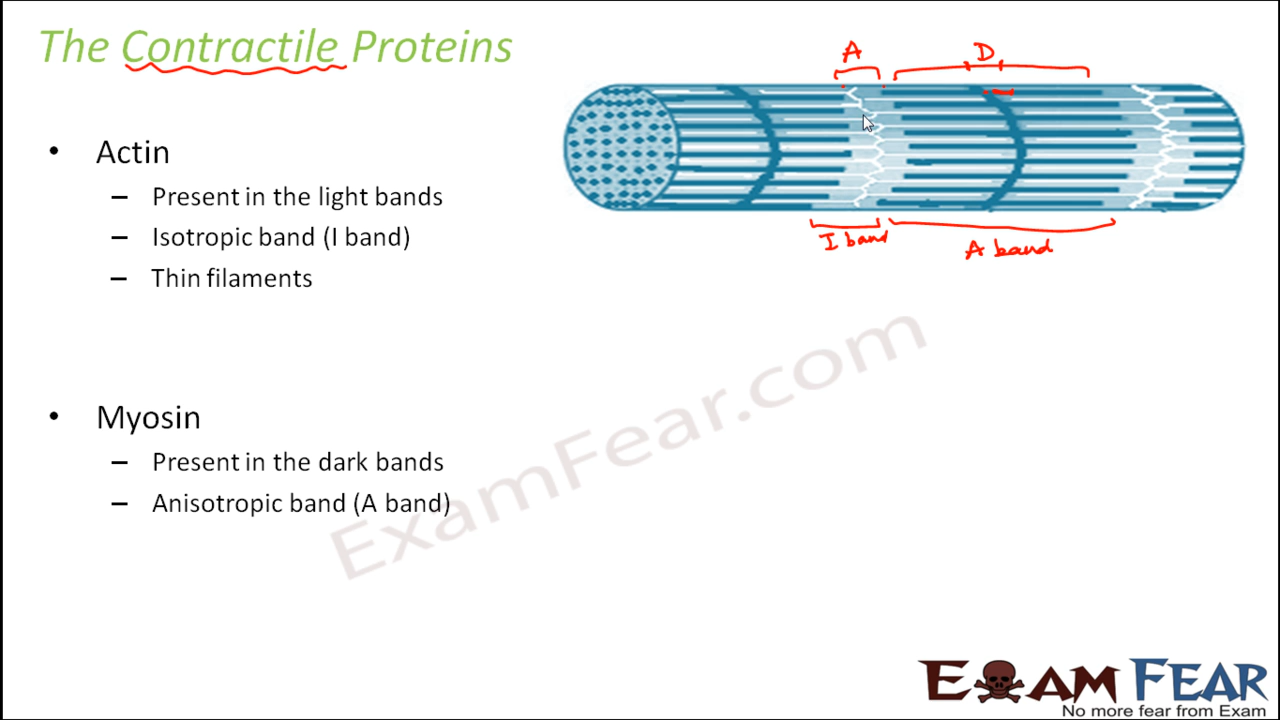 The Contractile Proteins
A
D
• Actin
– Present in the light bands
– Isotropic band (I band)
– Thin filaments
I band
A band
• Myosin
– Present in the dark bands
– Anisotropic band (A band)
ExamFear.com
EXAM FEAR
No more fear from Exam